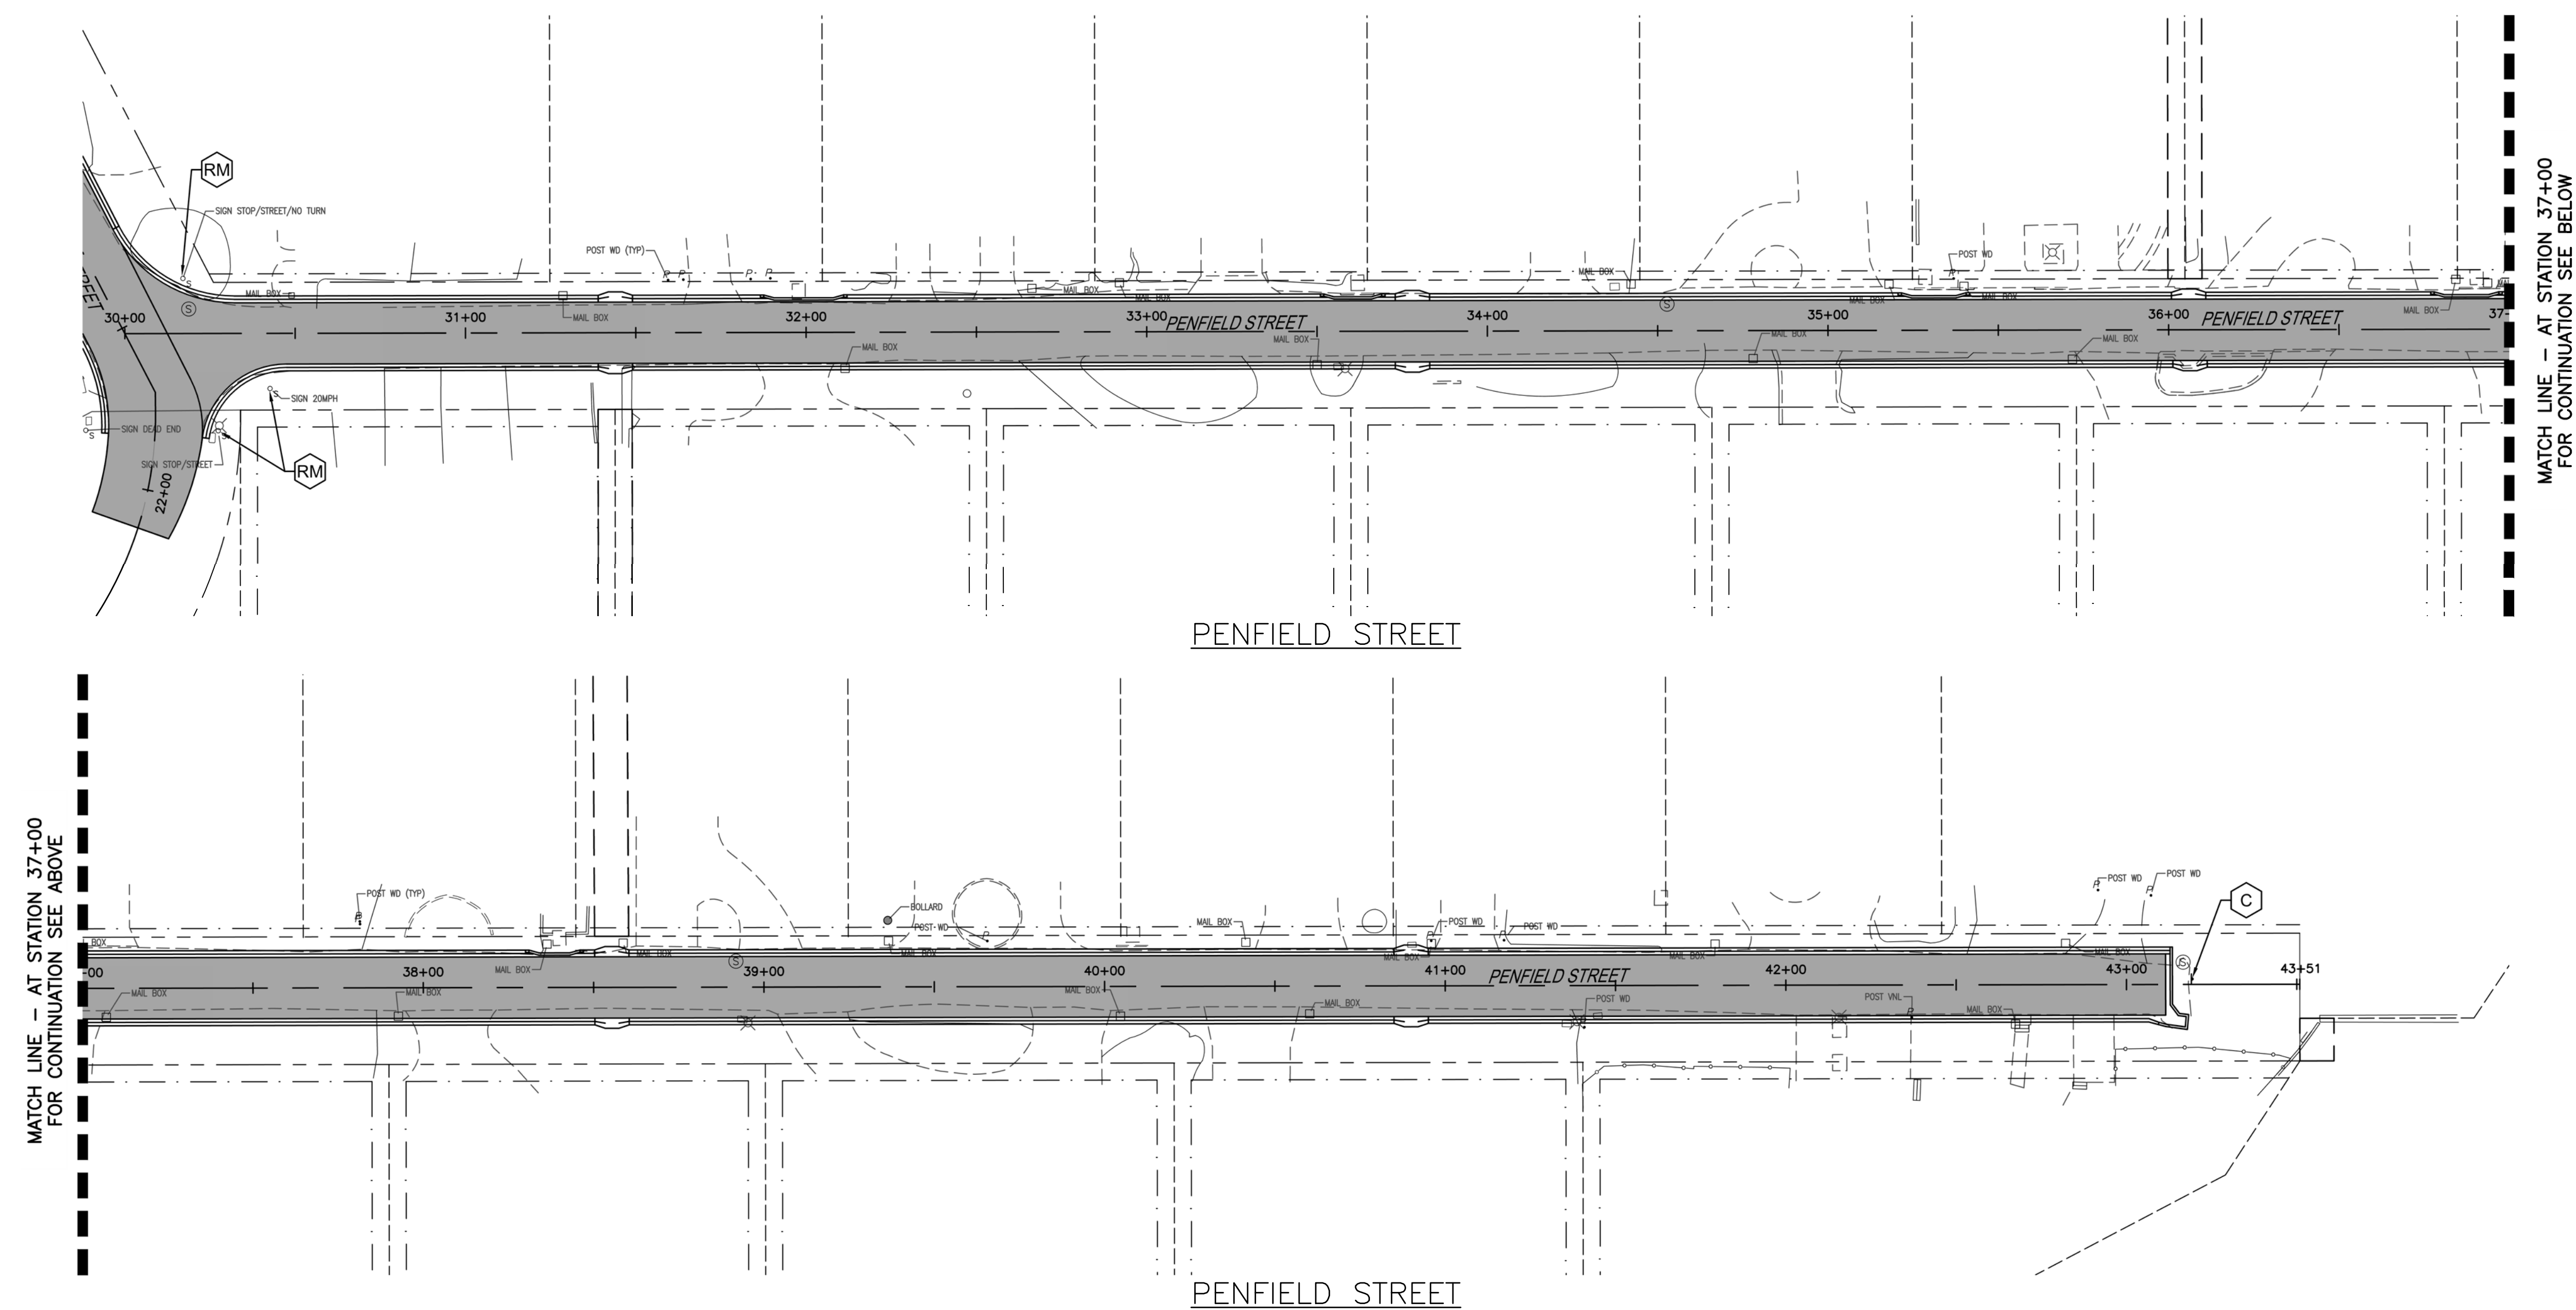 RM
SIGN STOP/STREET/NO TURN
POST WD (TYP)
P P P P
POST WD
P
MAIL BOX
MAIL BOX
MAIL BOX
MAIL BOX
S
S
MAIL BOX
MAIL BOX
MAIL BOX
S
30+00
31+00
32+00
33+00
PENFIELD STREET
34+00
35+00
36+00
PENFIELD STREET
MAIL BOX
37-
MAIL BOX
MAIL BOX
MAIL BOX
MAIL BOX
MAIL BOX
S
SIGN 20MPH
S
SIGN DEAD END
S
SIGN STOP/STREET
RM
22+00
MATCH LINE – AT STATION 37+00
FOR CONTINUATION SEE BELOW
PENFIELD STREET
MATCH LINE – AT STATION 37+00
FOR CONTINUATION SEE ABOVE
POST WD (TYP)
P
BOLLARD
POST WD
P
MAIL BOX
POST WD
P
POST WD
P
POST WD
P
POST WD
P
C
BOX
MAIL BOX
MAIL BOX
MAIL BOX
S
MAIL BOX
MAIL BOX
MAIL BOX
S
-00
38+00
39+00
40+00
41+00
PENFIELD STREET
42+00
43+00
43+51
MAIL BOX
MAIL BOX
MAIL BOX
MAIL BOX
POST WD
POST VNL
P
MAIL BOX
PENFIELD STREET